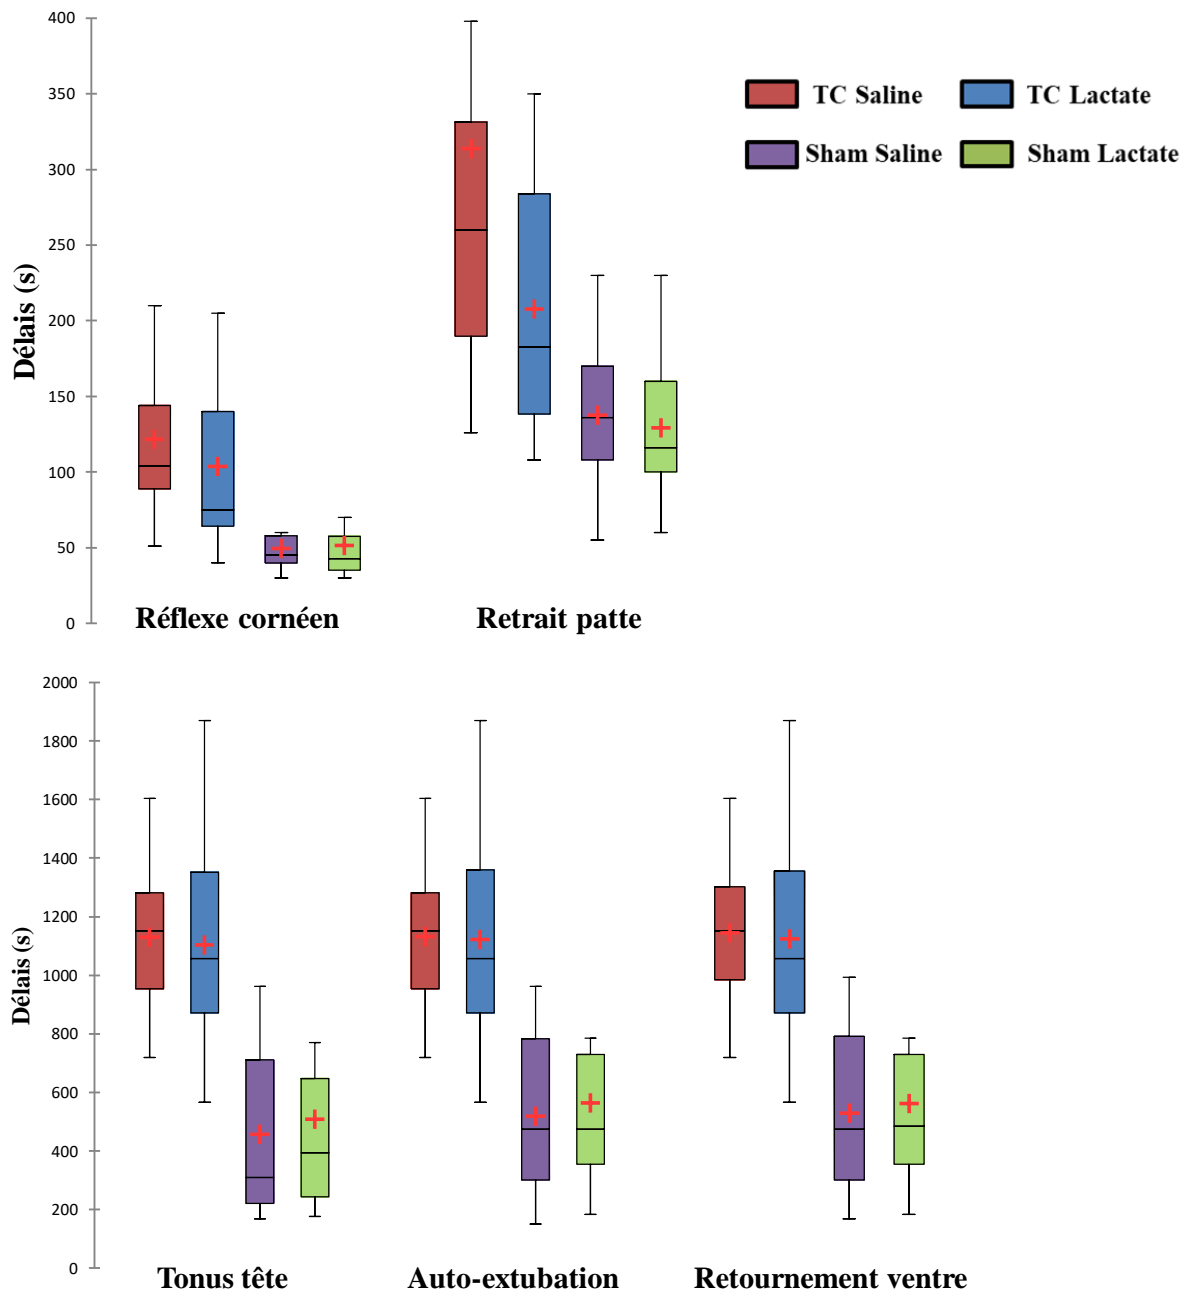 400
350
300
250
200
150
100
50
0
Délais (s)
TC Saline
TC Lactate
Sham Saline
Sham Lactate
Réflexe cornéen
Retrait patte
2000
1800
1600
1400
1200
1000
800
600
400
200
0
Délais (s)
Tonus tête
Auto-extubation
Retournement ventre